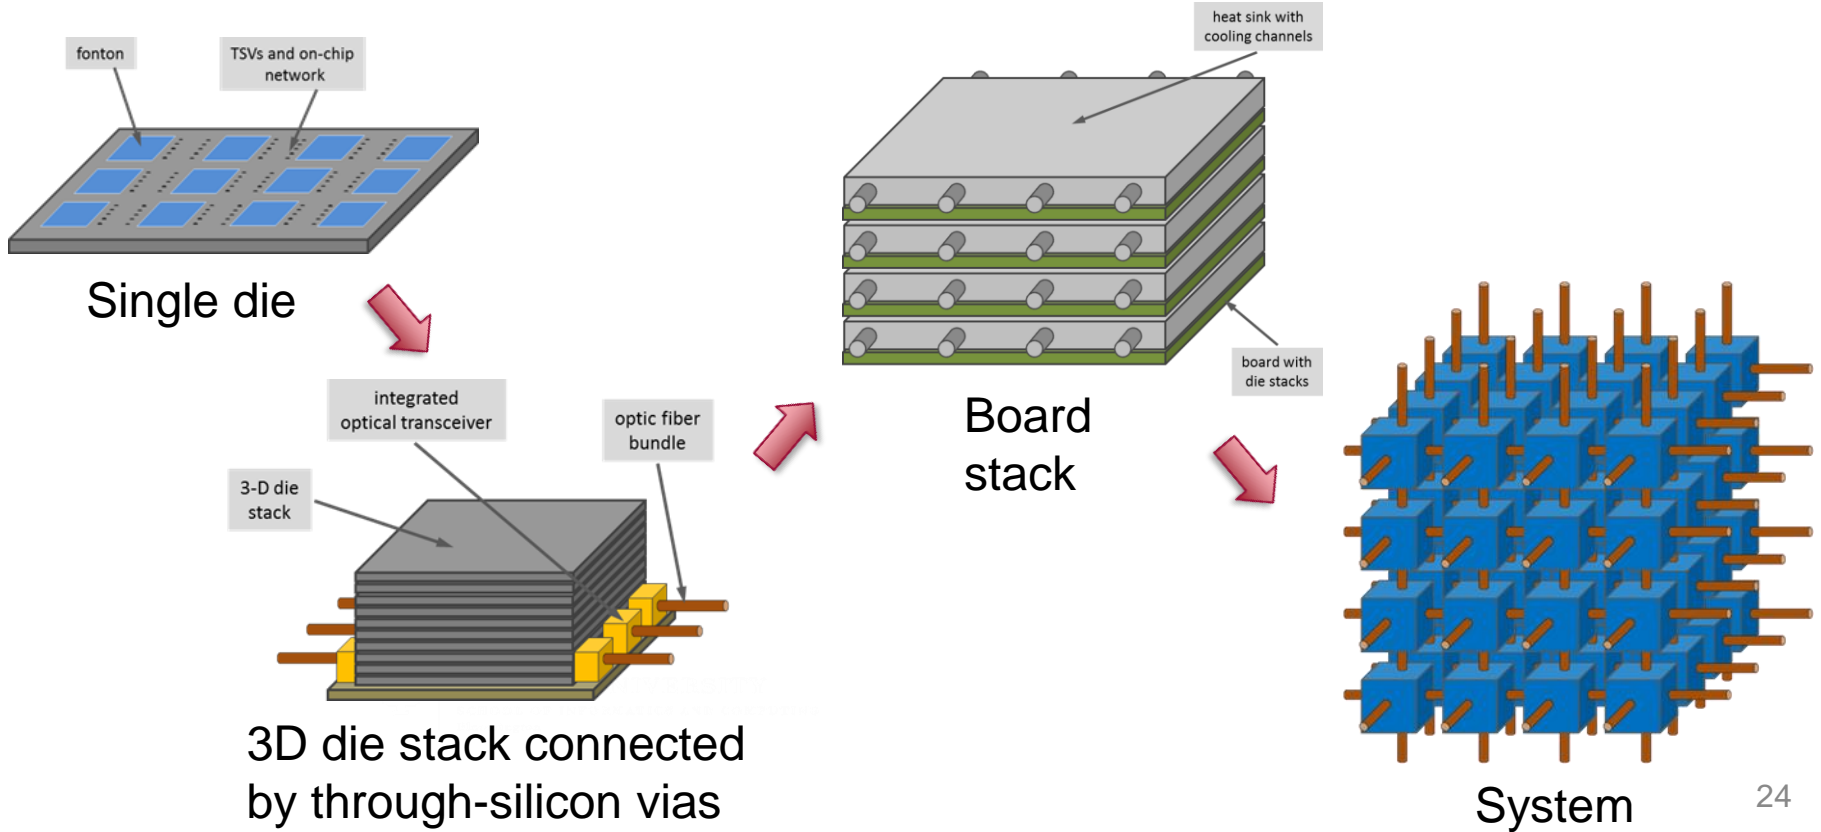 fonton
TSVs and on-chip
network
Single die
integrated
optical transceiver
optic fiber
bundle
3-D die
stack
3D die stack connected
by through-silicon vias
heat sink with
cooling channels
board with
die stacks
Board
stack
System
24